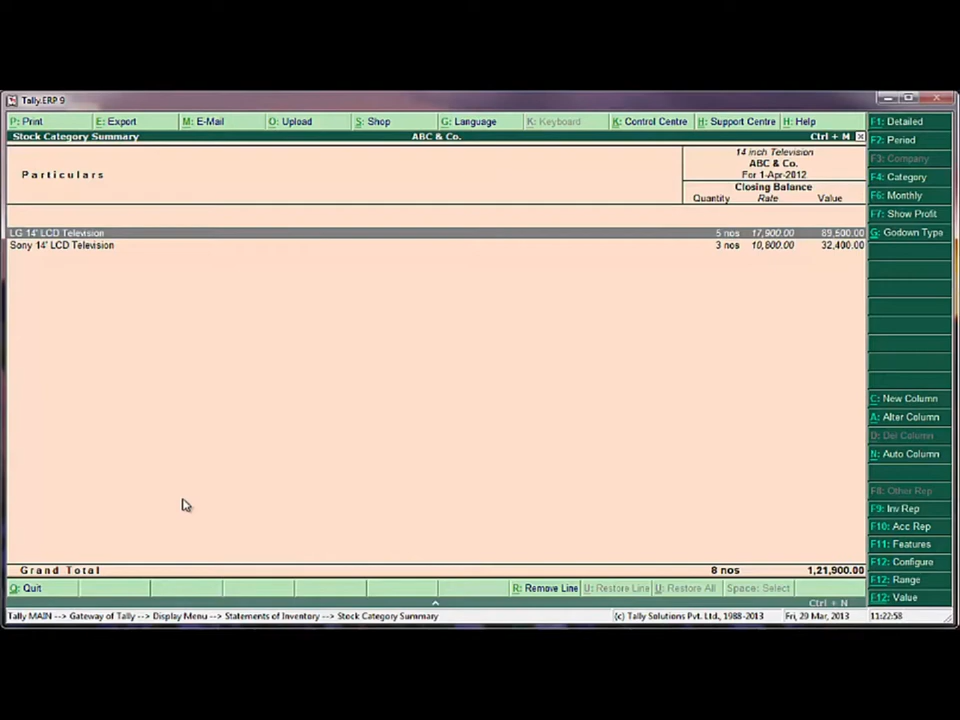 Tally.ERP 9
P: Print E: Export M: E-Mail O: Upload S: Shop G: Language K: Keyboard K: Control Centre H: Support Centre H: Help
Stock Category Summary ABC & Co. Ctrl + M
14 inch Television
ABC & Co.
Particulars For 1-Apr-2012
Closing Balance
Quantity Rate Value
LG 14' LCD Television 5 nos 17,900.00 89,500.00
Sony 14' LCD Television 3 nos 10,800.00 32,400.00
Grand Total 8 nos 1,21,900.00
F1: Detailed
F2: Period
F3: Company
F4: Category
F6: Monthly
F7: Show Profit
G: Godown Type
C: New Column
A: Alter Column
D: Del Column
N: Auto Column
F8: Other Rep
F9: Inv Rep
F10: Acc Rep
F11: Features
F12: Configure
F12: Range
F12: Value
Q: Quit R: Remove Line U: Restore Line U: Restore All Space: Select
Ctrl + N
Tally MAIN --> Gateway of Tally --> Display Menu --> Statements of Inventory --> Stock Category Summary (c) Tally Solutions Pvt. Ltd., 1988-2013 Fri, 29 Mar, 2013 11:22:58